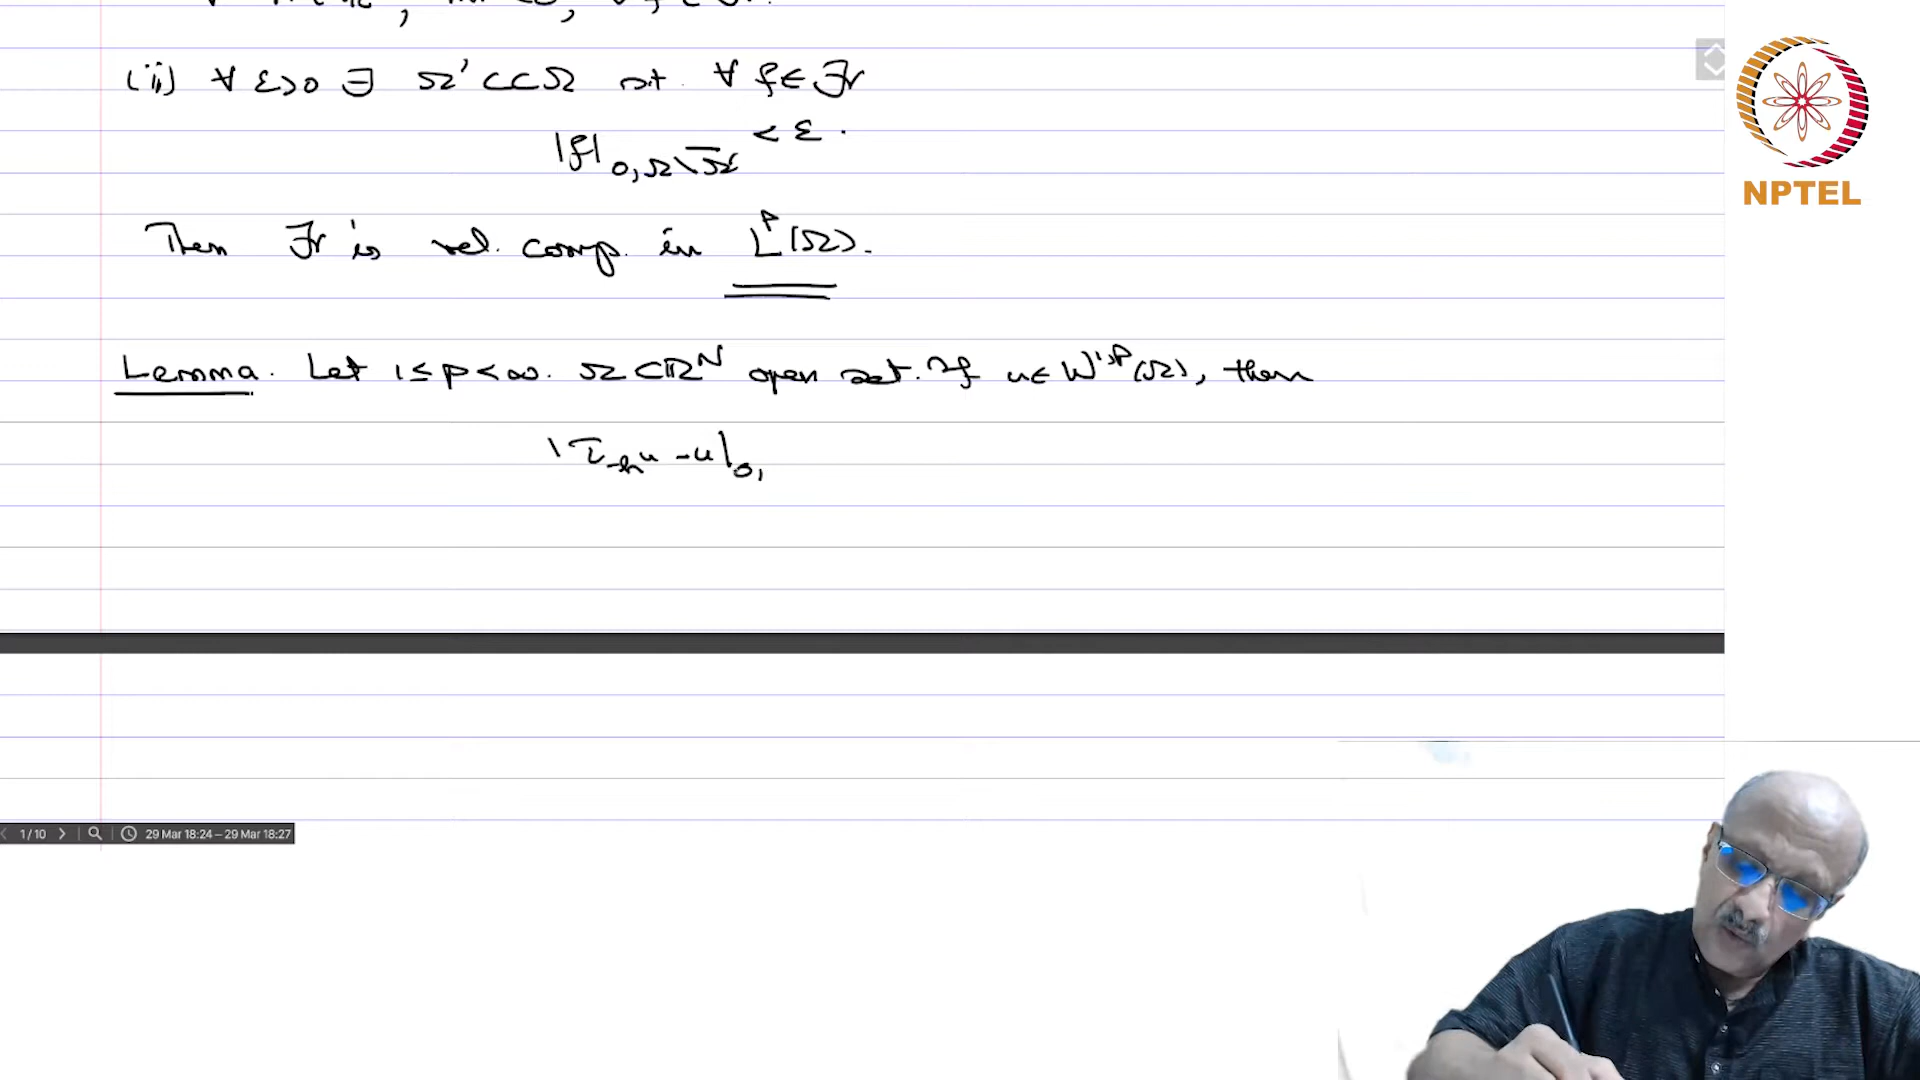 (ii) ∀ ε>0 ∃ Ω' ⊂⊂ Ω s.t. ∀ f ∈ ℱ
|f|_{0,Ω\overline{Ω'}} < ε.
Then ℱ is rel. comp. in L^p(Ω).
Lemma. Let 1 ≤ p < ∞. Ω ⊂ ℝ^N open set. If u ∈ W^{1,p}(Ω), then
|τ_{-h}u - u|_{0,
NPTEL
1/10 29 Mar 18:24 – 29 Mar 18:27